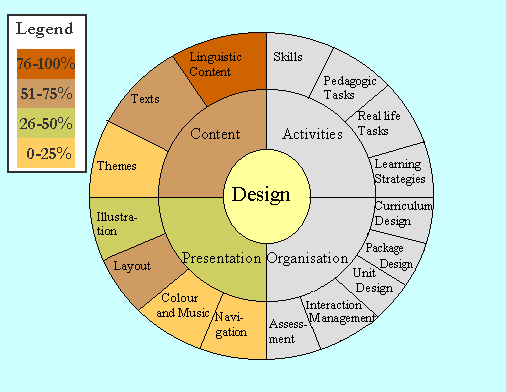 Legend
76-100%
51-75%
26-50%
0-25%
Linguistic
Content
Skills
Pedagogic
Tasks
Texts
Real life
Tasks
Content
Activities
Themes
Learning
Strategies
Design
Illustra-
tion
Curriculum
Design
Layout
Presentation
Organisation
Package
Design
Unit
Design
Colour
and Music
Navi-
gation
Interaction
Management
Assess-
ment